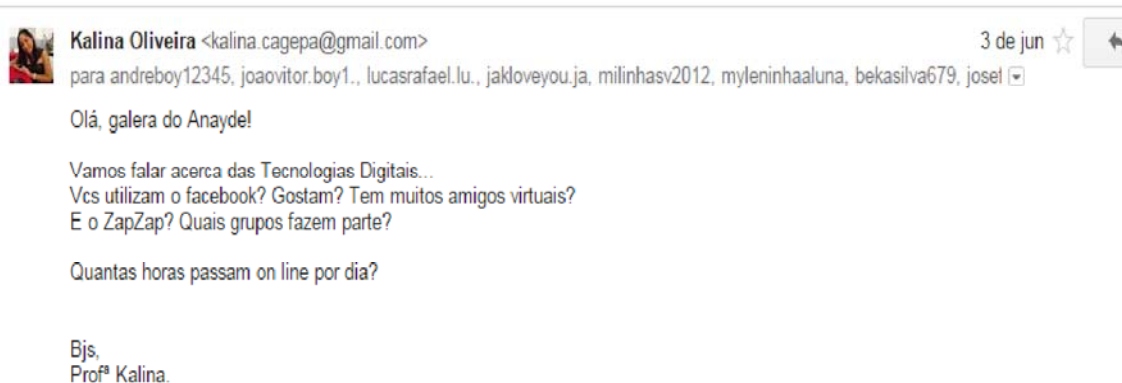 Kalina Oliveira <kalina.cagepa@gmail.com> 3 de jun
para andreboy12345, joaovitor.boy1., lucasrafael.lu., jakloveyou.ja, milinhasv2012, myleninhaaluna, bekasilva679, josef
Olá, galera do Anayde!
Vamos falar acerca das Tecnologias Digitais...
Vcs utilizam o facebook? Gostam? Tem muitos amigos virtuais?
E o ZapZap? Quais grupos fazem parte?
Quantas horas passam on line por dia?
Bjs,
Profª Kalina.